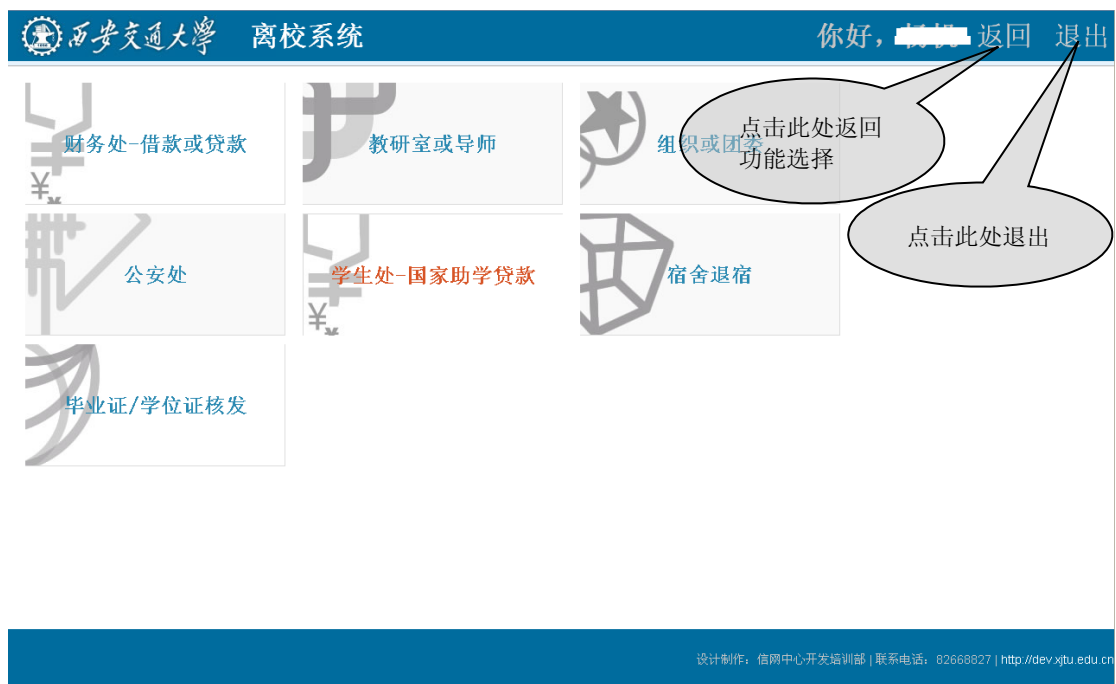 西安交通大学 离校系统 你好， 返回 退出
财务处-借款或贷款
教研室或导师
组织或团委
点击此处返回
功能选择
点击此处退出
公安处
学生处-国家助学贷款
宿舍退宿
毕业证/学位证核发
设计制作：信网中心开发培训部 | 联系电话：82668827 | http://dev.xjtu.edu.cn